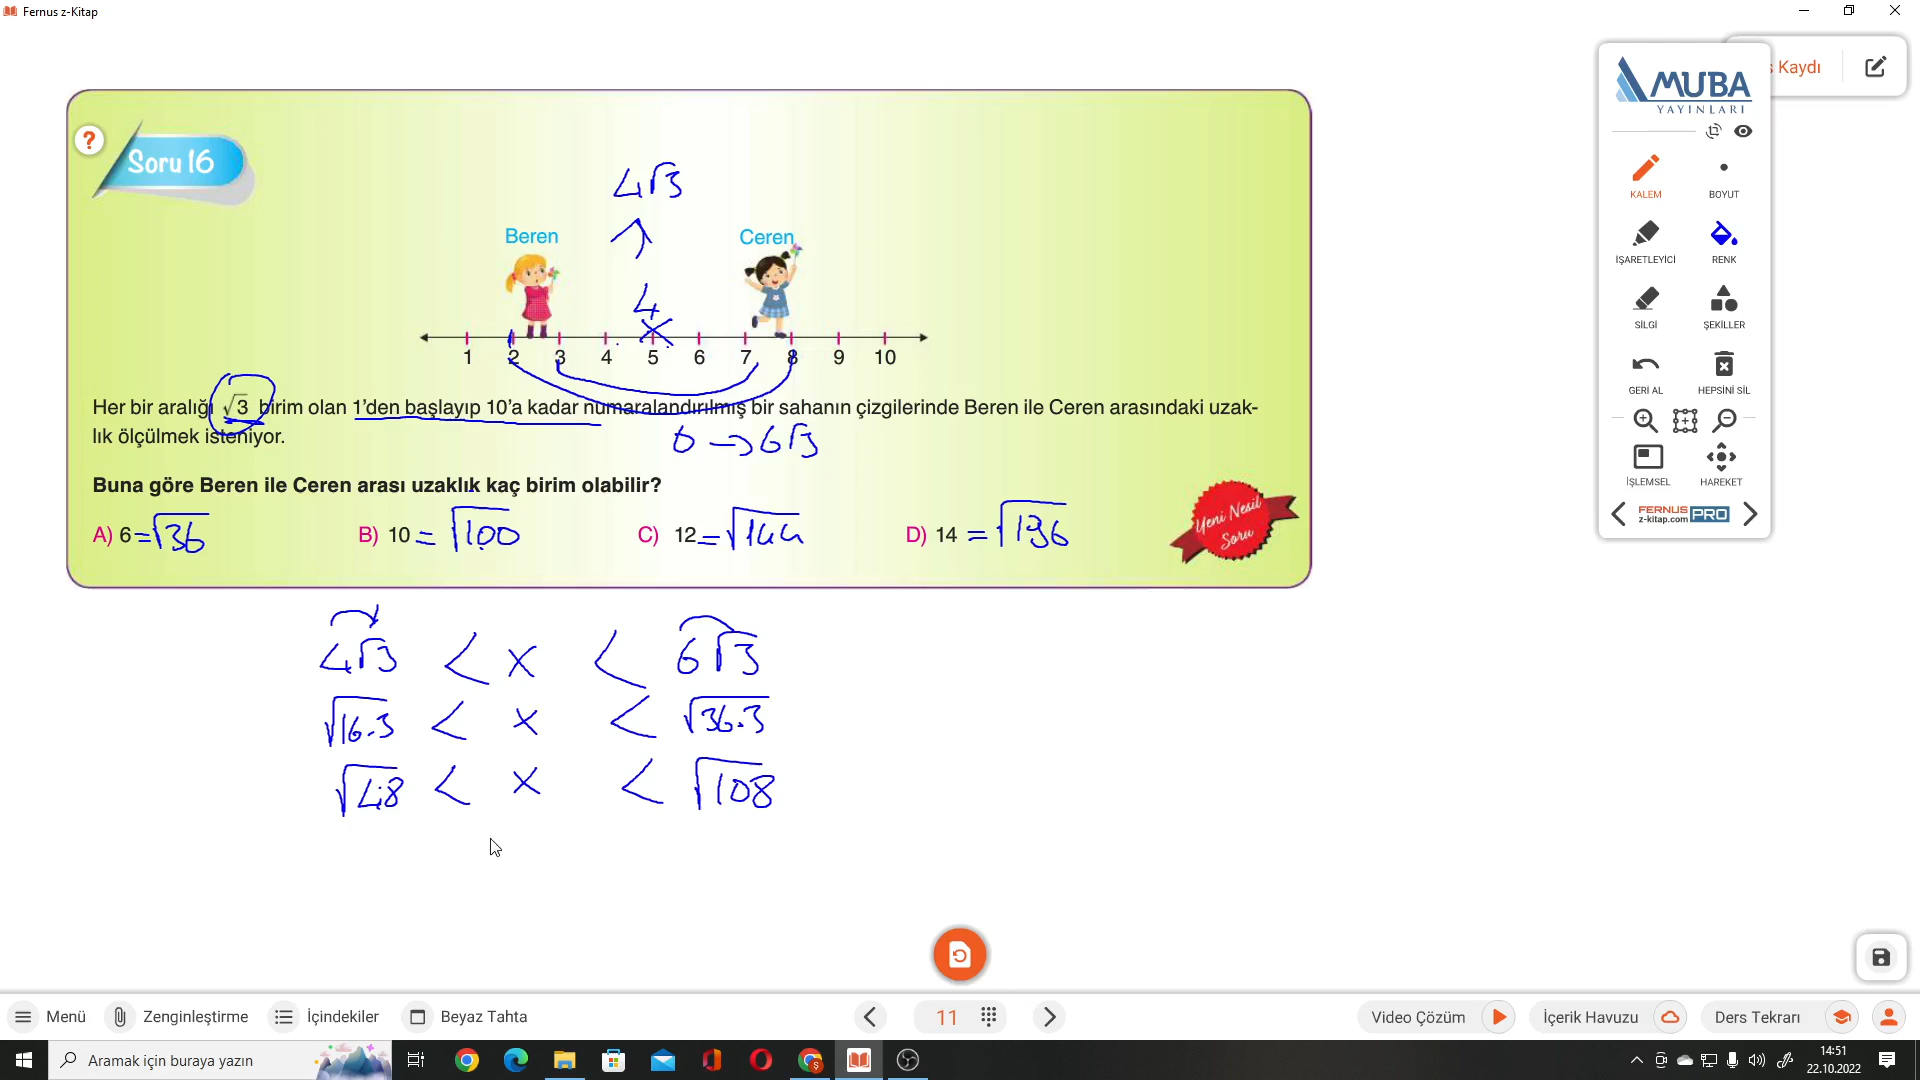 Fernus z-Kitap
s Kaydı
MUBA
YAYINLARI
?
Soru 16
4√3
Beren
Ceren
4
1 2 3 4 5 6 7 8 9 10
Her bir aralığı √3 birim olan 1'den başlayıp 10'a kadar numaralandırılmış bir sahanın çizgilerinde Beren ile Ceren arasındaki uzak-
lık ölçülmek isteniyor.
6 → 6√3
Buna göre Beren ile Ceren arası uzaklık kaç birim olabilir?
A) 6 = √36 B) 10 = √100 C) 12 = √144 D) 14 = √196
Yeni Nesil
Soru
4√3 < x < 6√3
√16.3 < x < √36.3
√48 < x < √108
KALEM BOYUT
İŞARETLEYİCİ RENK
SİLGİ ŞEKİLLER
GERİ AL HEPSİNİ SİL
İŞLEMSEL HAREKET
FERNUS
z-kitap.com PRO
Menü Zenginleştirme İçindekiler Beyaz Tahta 11 Video Çözüm İçerik Havuzu Ders Tekrarı
Aramak için buraya yazın
14:51
22.10.2022